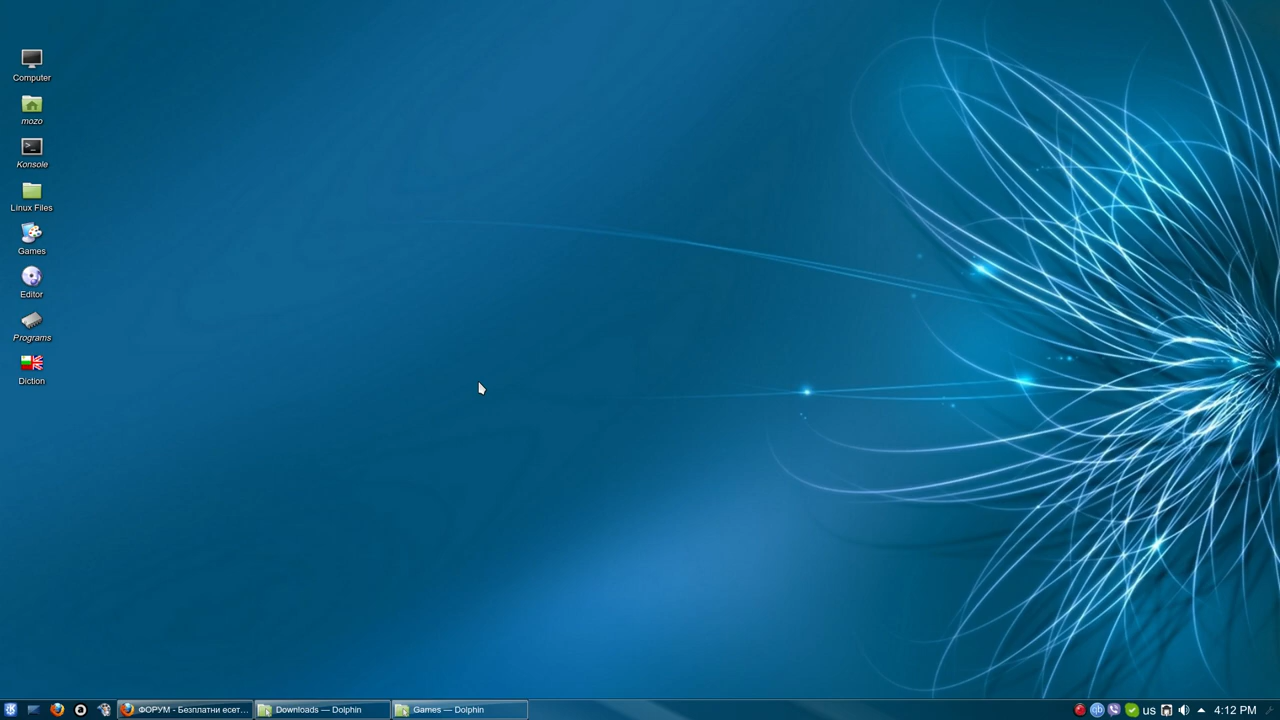 Computer
mozo
Konsole
Linux Files
Games
Editor
Programs
Diction
ФОРУМ - Безплатни есет...
Downloads — Dolphin
Games — Dolphin
us
4:12 PM